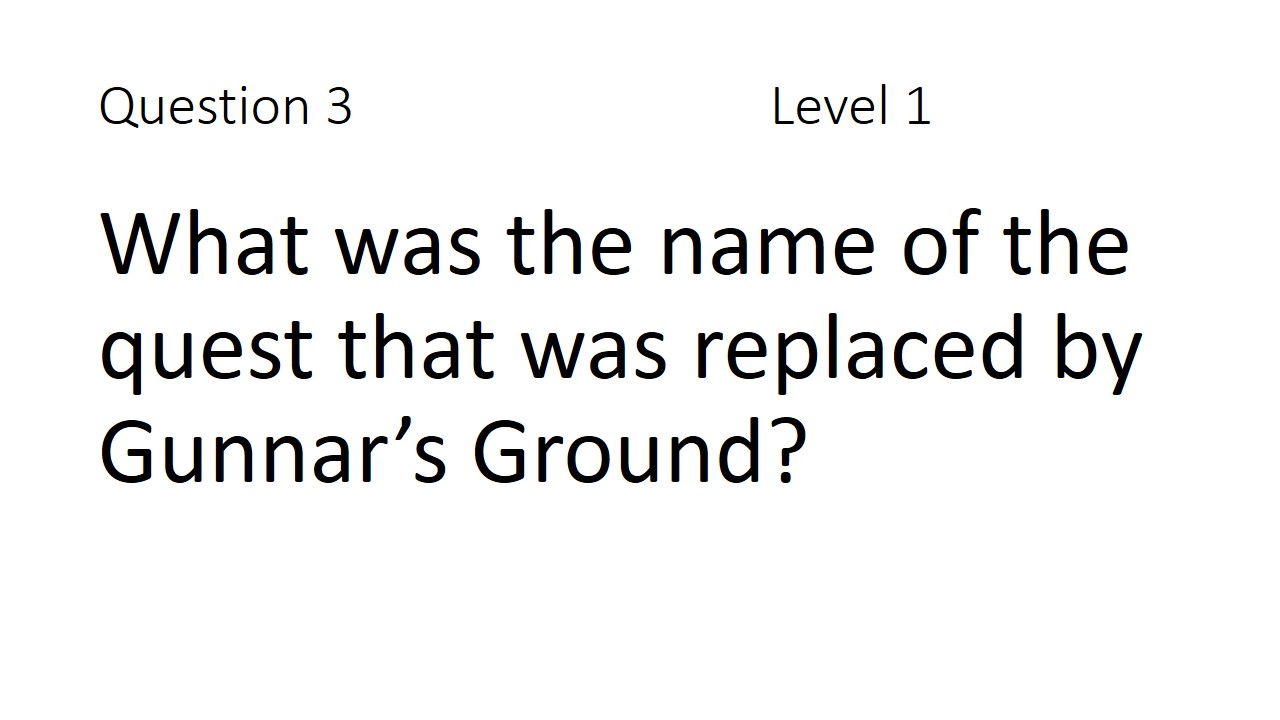 Question 3 Level 1
What was the name of the
quest that was replaced by
Gunnar’s Ground?